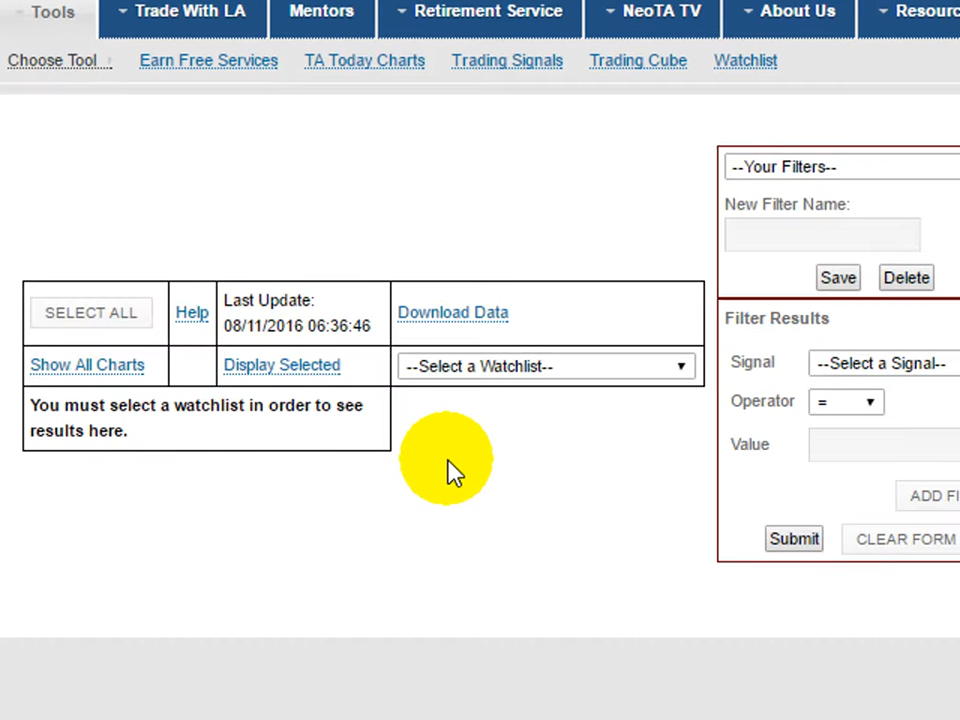 Tools
Trade With LA
Mentors
Retirement Service
NeoTA TV
About Us
Resourc
Choose Tool
Earn Free Services
TA Today Charts
Trading Signals
Trading Cube
Watchlist
--Your Filters--
New Filter Name:
Save
Delete
SELECT ALL
Help
Last Update:
08/11/2016 06:36:46
Download Data
Show All Charts
Display Selected
--Select a Watchlist--
You must select a watchlist in order to see
results here.
Filter Results
Signal
--Select a Signal--
Operator
=
Value
ADD FI
Submit
CLEAR FORM